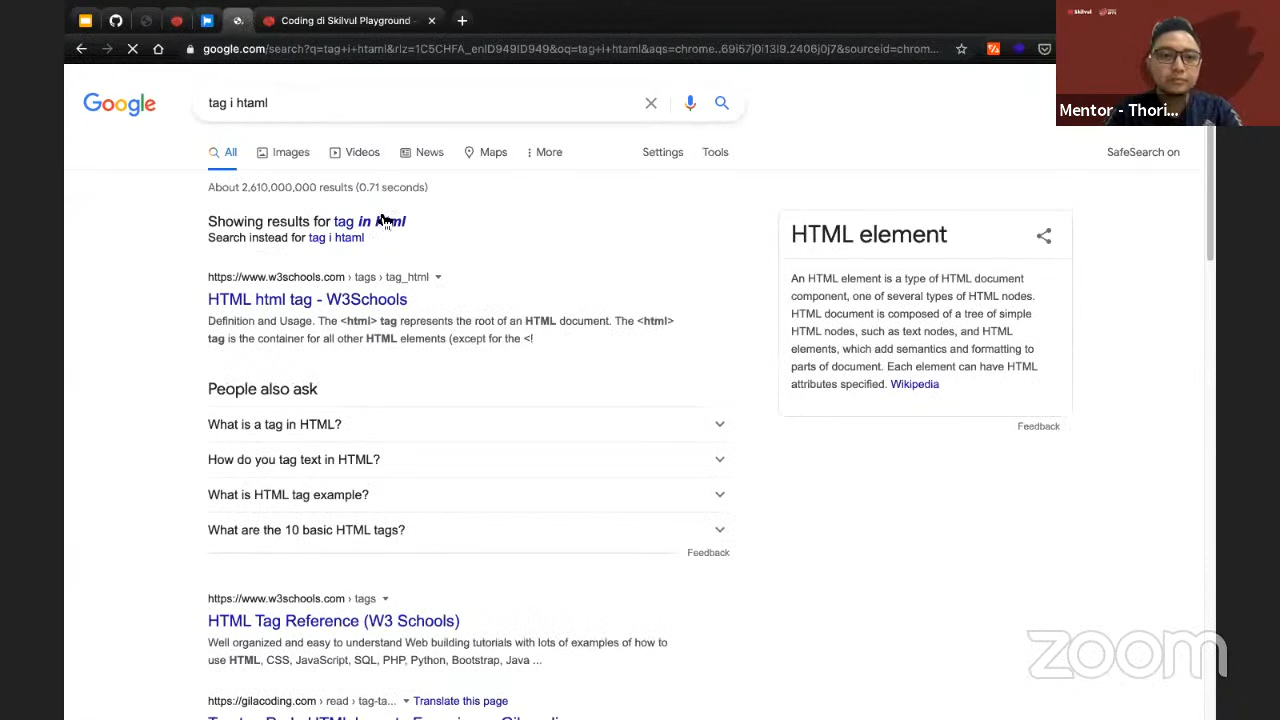 Coding di Skilvul Playground -
google.com/search?q=tag+i+htaml&rlz=1C5CHFA_enID949ID949&oq=tag+i+htaml&aqs=chrome..69i57j0i13l9.2406j0j7&sourceid=chrom...
Skilvul
Mentor - Thori...
Google
tag i htaml
All
Images
Videos
News
Maps
More
Settings
Tools
SafeSearch on
About 2,610,000,000 results (0.71 seconds)
Showing results for tag in html
Search instead for tag i htaml
https://www.w3schools.com › tags › tag_html
HTML html tag - W3Schools
Definition and Usage. The <html> tag represents the root of an HTML document. The <html>
tag is the container for all other HTML elements (except for the <!
People also ask
What is a tag in HTML?
How do you tag text in HTML?
What is HTML tag example?
What are the 10 basic HTML tags?
Feedback
https://www.w3schools.com › tags
HTML Tag Reference (W3 Schools)
Well organized and easy to understand Web building tutorials with lots of examples of how to
use HTML, CSS, JavaScript, SQL, PHP, Python, Bootstrap, Java ...
https://gilacoding.com › read › tag-ta...
Translate this page
HTML element
An HTML element is a type of HTML document
component, one of several types of HTML nodes.
HTML document is composed of a tree of simple
HTML nodes, such as text nodes, and HTML
elements, which add semantics and formatting to
parts of document. Each element can have HTML
attributes specified. Wikipedia
Feedback
zoom